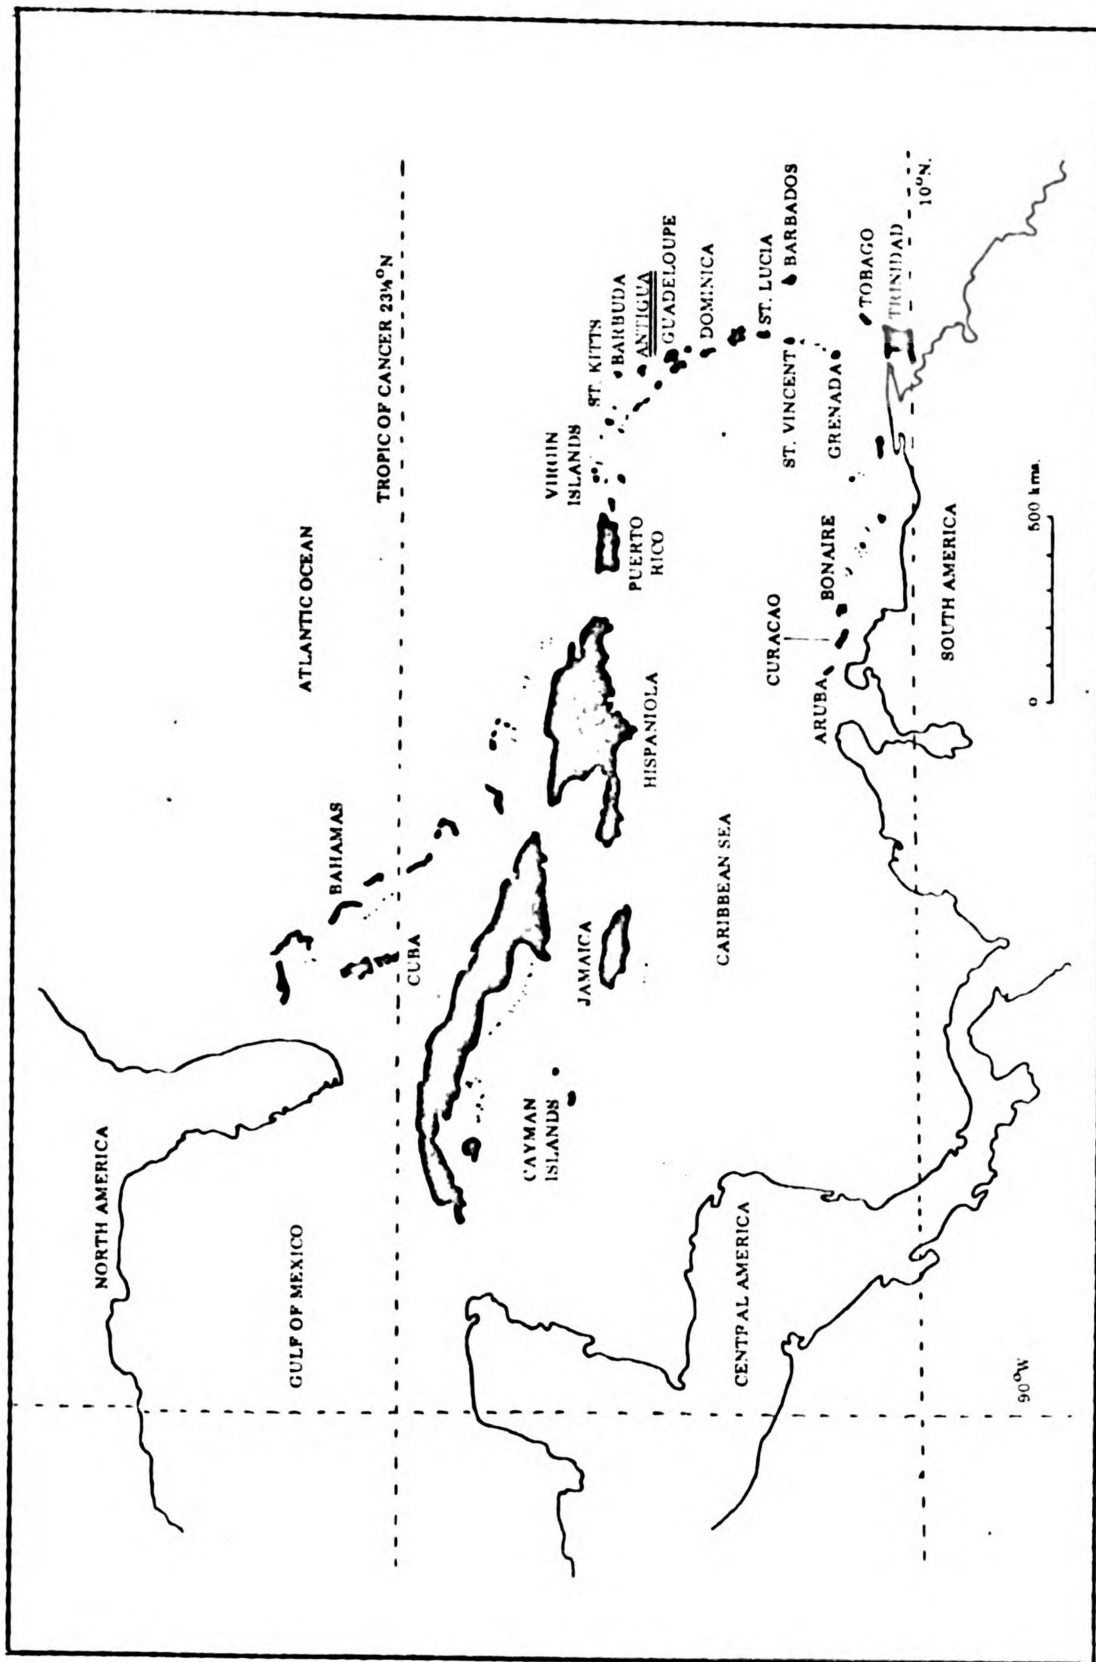 NORTH AMERICA
GULF OF MEXICO
ATLANTIC OCEAN
BAHAMAS
TROPIC OF CANCER 23½°N
CUBA
CAYMAN
ISLANDS
JAMAICA
HISPANIOLA
PUERTO
RICO
VIRGIN
ISLANDS
ST. KITTS
BARBUDA
ANTIGUA
GUADELOUPE
DOMINICA
ST. LUCIA
BARBADOS
ST. VINCENT
GRENADA
TOBAGO
TRINIDAD
10°N.
CARIBBEAN SEA
CENTRAL AMERICA
CURACAO
ARUBA
BONAIRE
SOUTH AMERICA
90°W
0 500 kms.